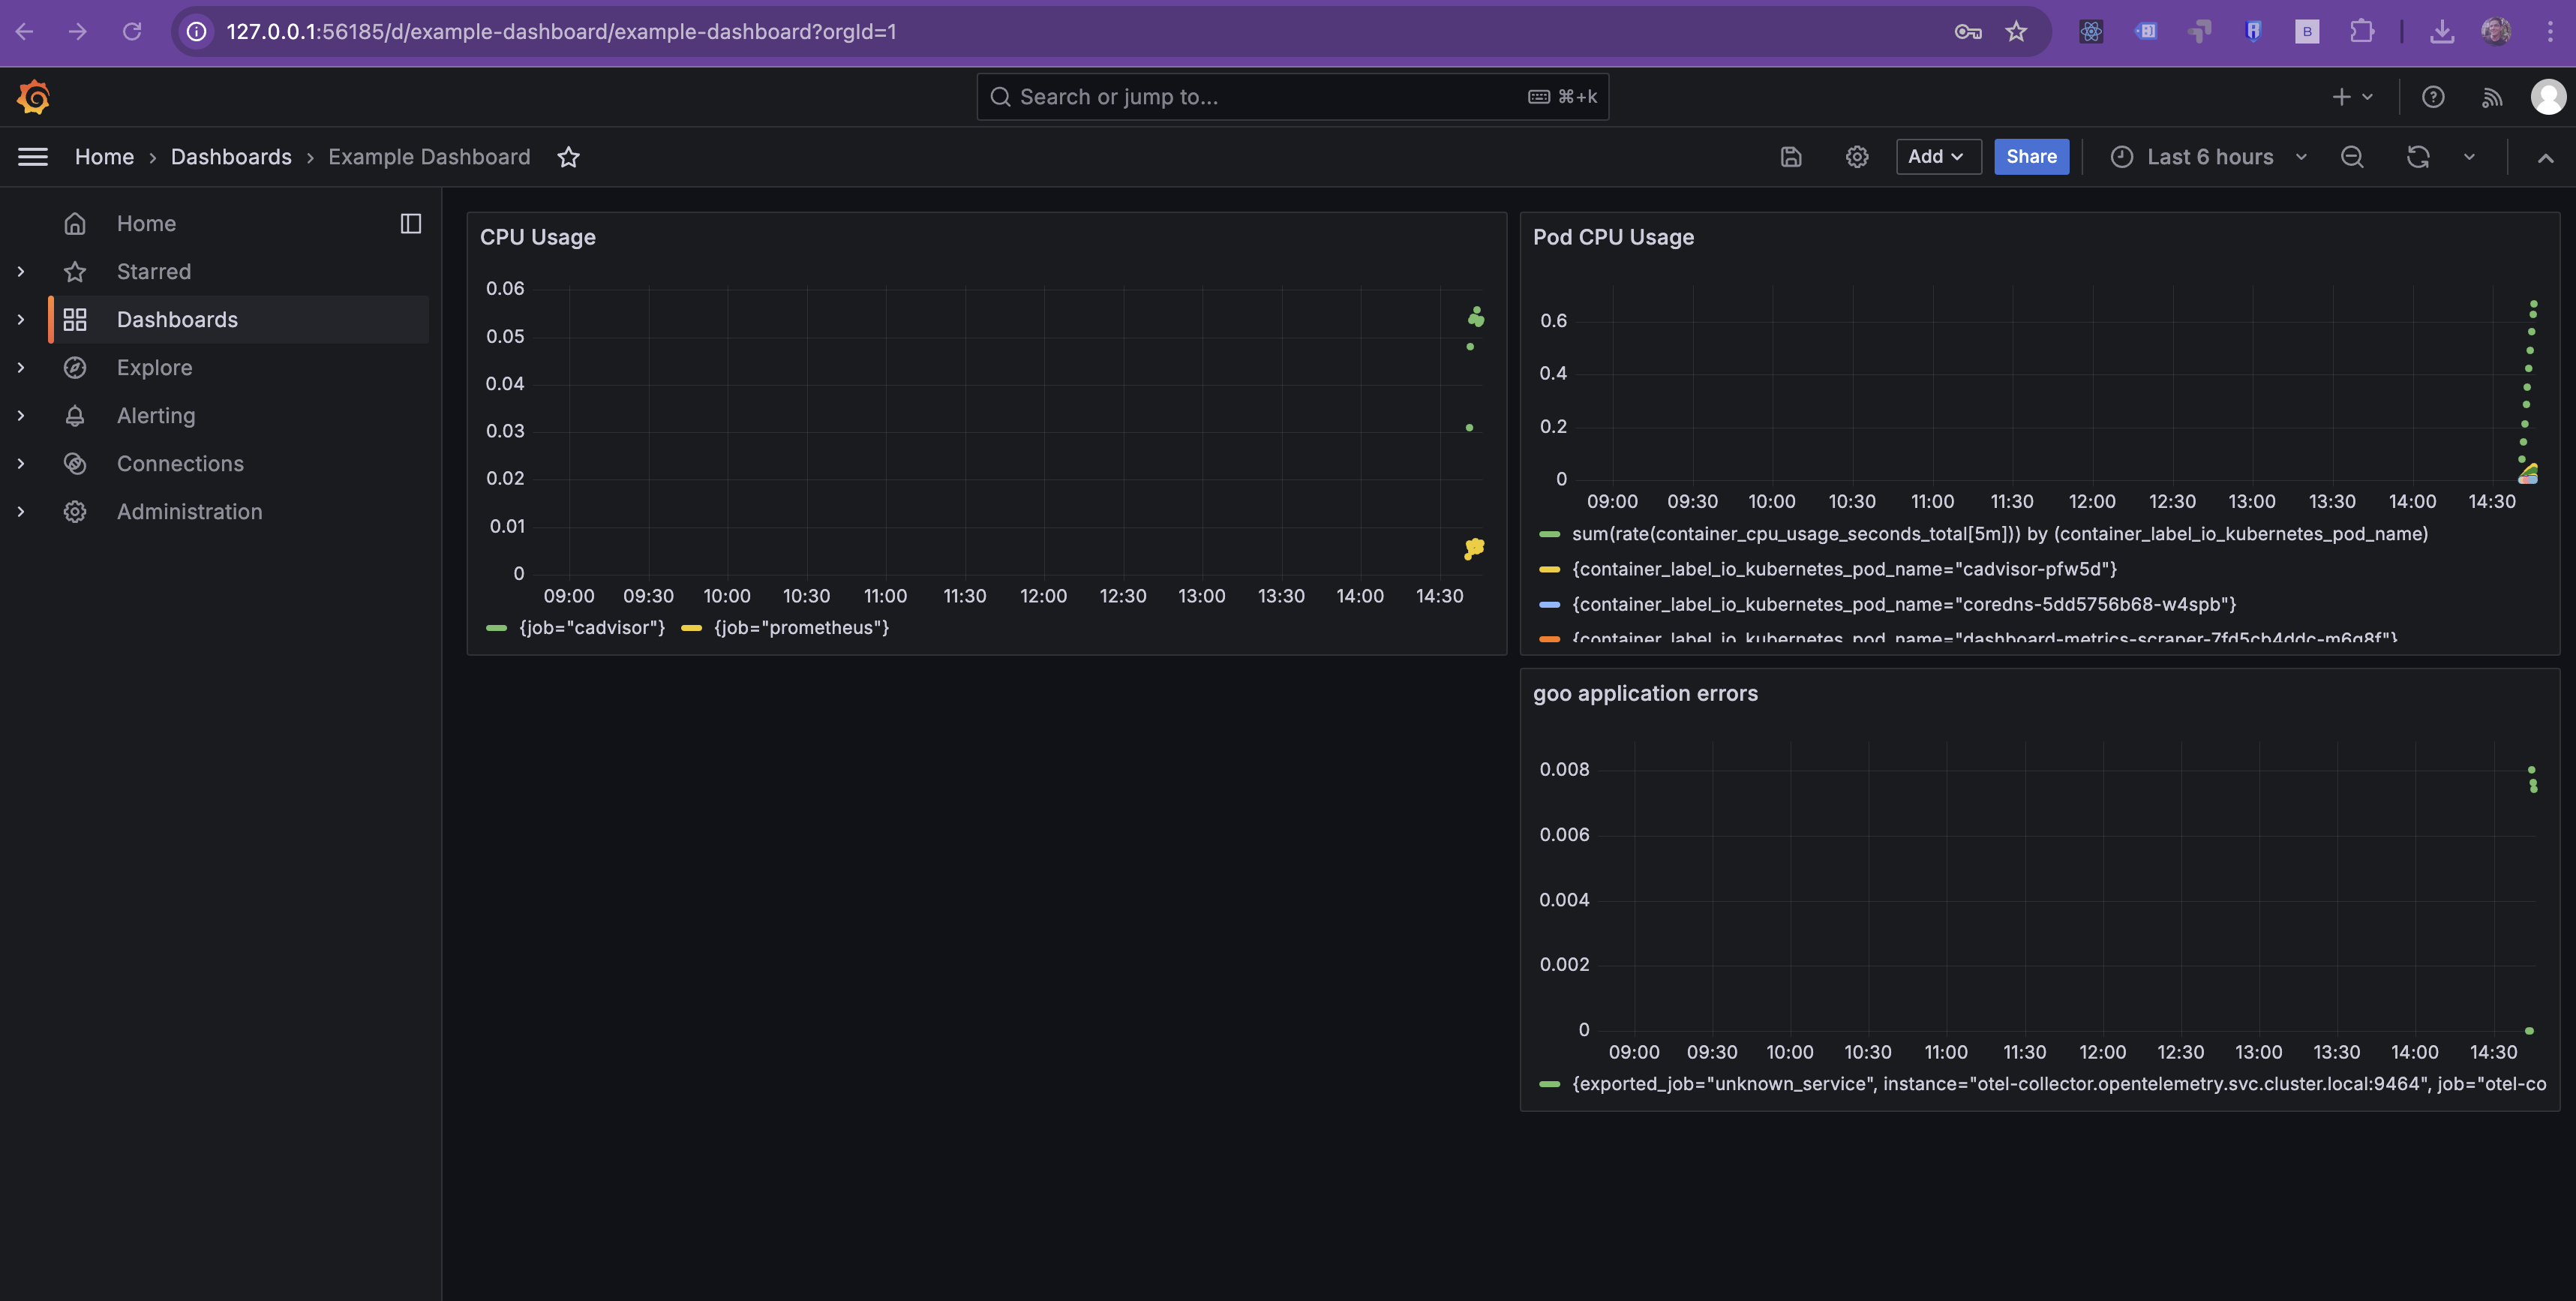 127.0.0.1:56185/d/example-dashboard/example-dashboard?orgId=1
B
Search or jump to...
⌘+k
Home › Dashboards › Example Dashboard
Add
Share
Last 6 hours
Home
Starred
Dashboards
Explore
Alerting
Connections
Administration
CPU Usage
0.06
0.05
0.04
0.03
0.02
0.01
0
09:00 09:30 10:00 10:30 11:00 11:30 12:00 12:30 13:00 13:30 14:00 14:30
{job="cadvisor"} {job="prometheus"}
Pod CPU Usage
0.6
0.4
0.2
0
09:00 09:30 10:00 10:30 11:00 11:30 12:00 12:30 13:00 13:30 14:00 14:30
sum(rate(container_cpu_usage_seconds_total[5m])) by (container_label_io_kubernetes_pod_name)
{container_label_io_kubernetes_pod_name="cadvisor-pfw5d"}
{container_label_io_kubernetes_pod_name="coredns-5dd5756b68-w4spb"}
{container_label_io_kubernetes_pod_name="dashboard-metrics-scraper-7fd5cb4ddc-m6q8f"}
goo application errors
0.008
0.006
0.004
0.002
0
09:00 09:30 10:00 10:30 11:00 11:30 12:00 12:30 13:00 13:30 14:00 14:30
{exported_job="unknown_service", instance="otel-collector.opentelemetry.svc.cluster.local:9464", job="otel-co